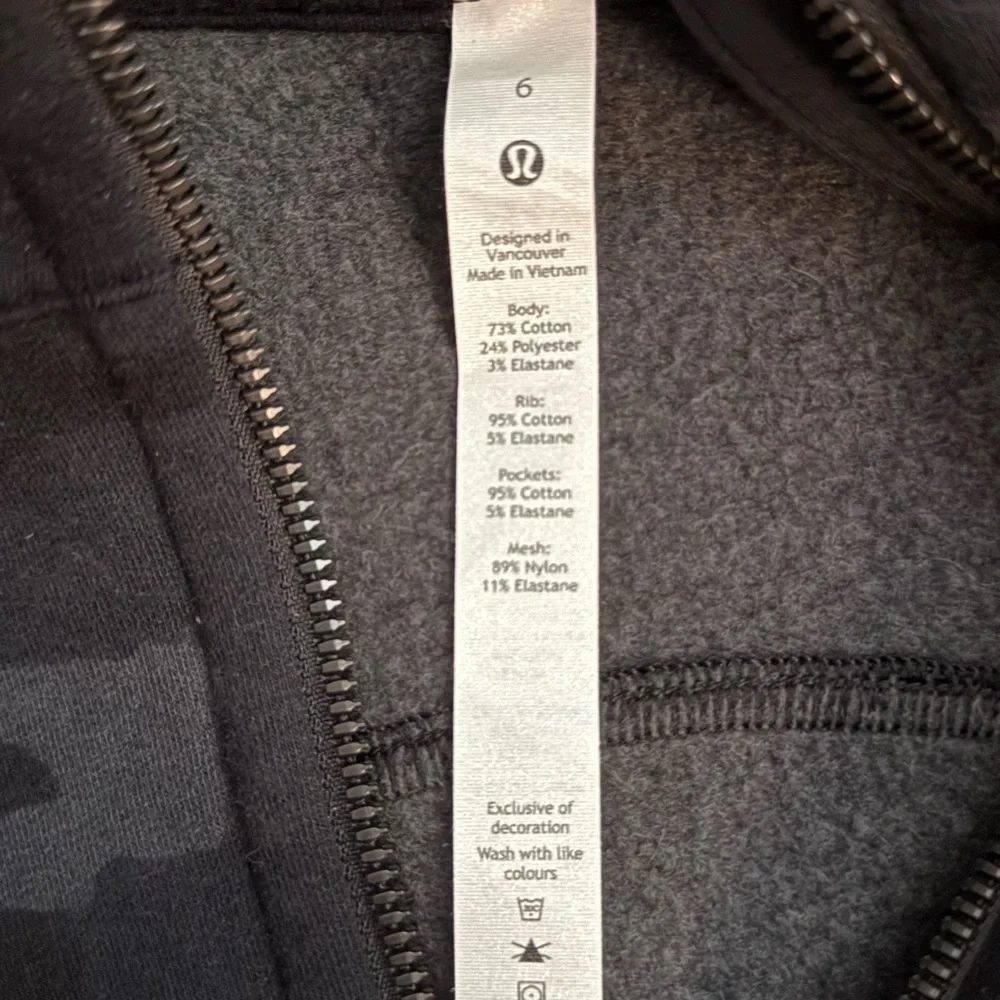 6
Designed in
Vancouver
Made in Vietnam
Body:
73% Cotton
24% Polyester
3% Elastane
Rib:
95% Cotton
5% Elastane
Pockets:
95% Cotton
5% Elastane
Mesh:
89% Nylon
11% Elastane
Exclusive of
decoration
Wash with like
colours